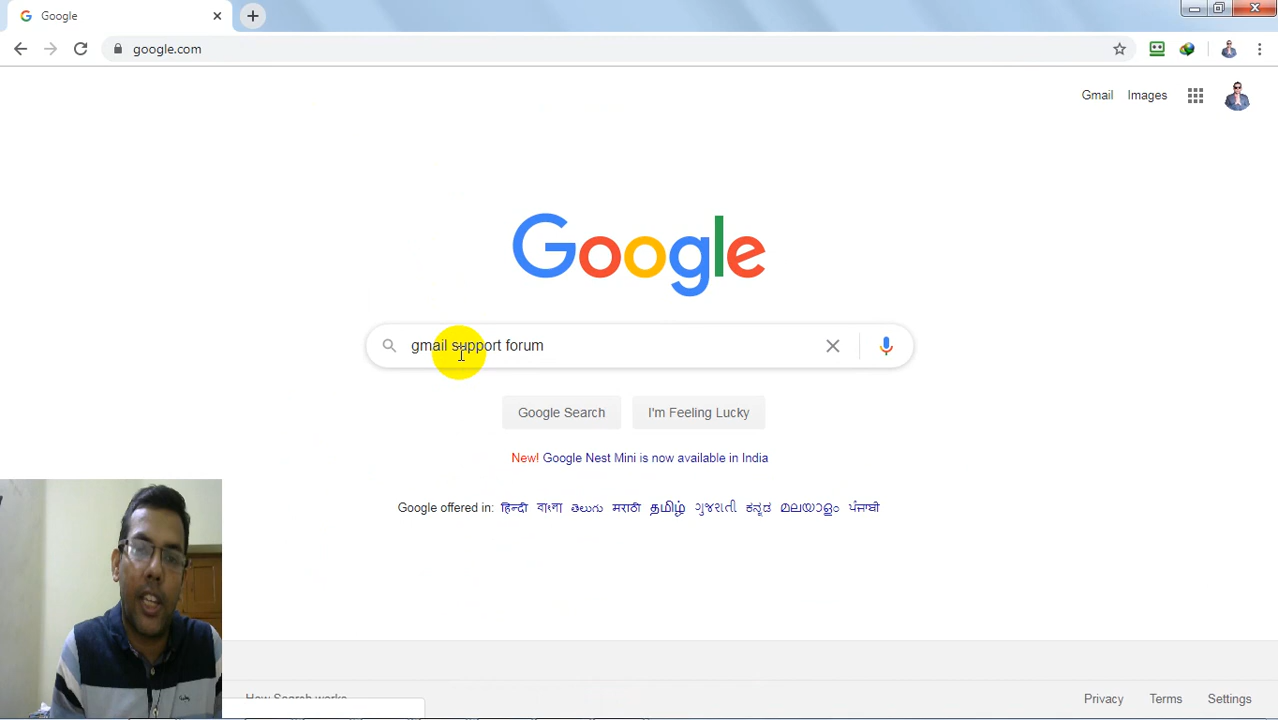 Google
google.com
Gmail Images
Google
gmail support forum
Google Search I'm Feeling Lucky
New! Google Nest Mini is now available in India
Google offered in: हिन्दी বাংলা తెలుగు मराठी தமிழ் ગુજરાતી ಕನ್ನಡ മലയാളം ਪੰਜਾਬੀ
How Search works
Privacy Terms Settings